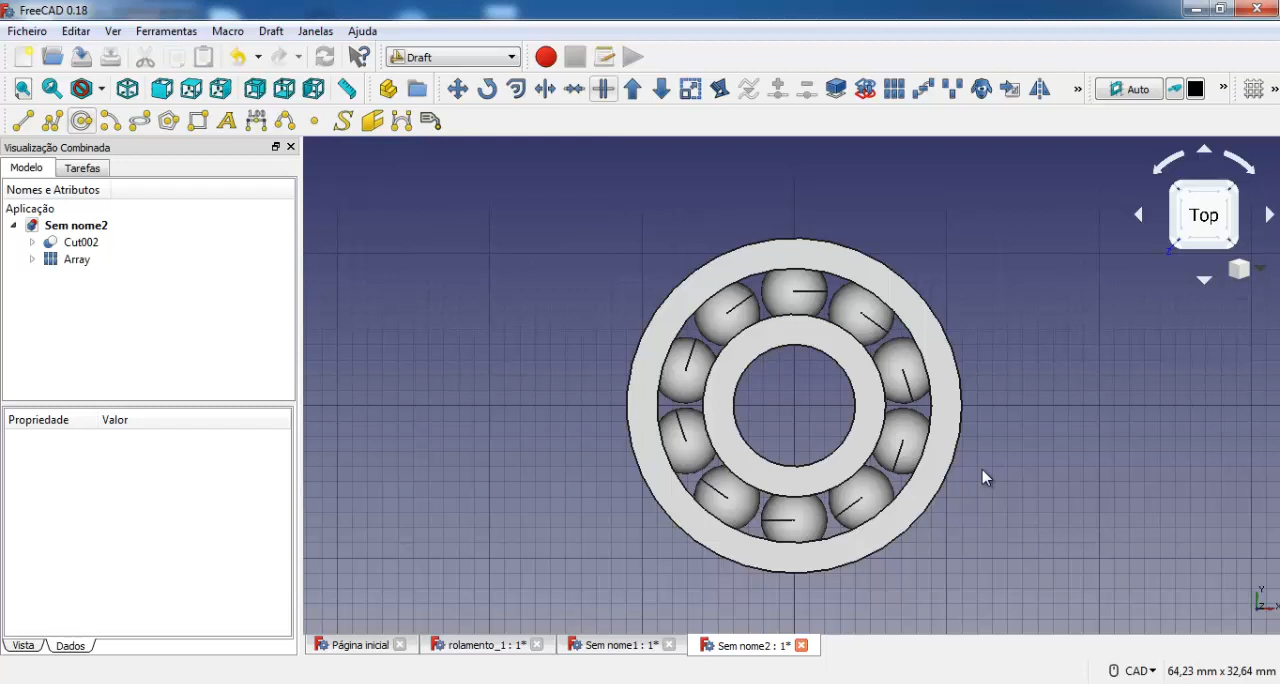 FreeCAD 0.18
Ficheiro Editar Ver Ferramentas Macro Draft Janelas Ajuda
Draft
» Auto » »
1.00
Visualização Combinada
Modelo Tarefas
Nomes e Atributos
Aplicação
Sem nome2
Cut002
Array
Top
Propriedade Valor
Z
Y
Z X
Vista Dados
Página inicial rolamento_1 : 1* Sem nome1 : 1* Sem nome2 : 1*
CAD 64,23 mm x 32,64 mm